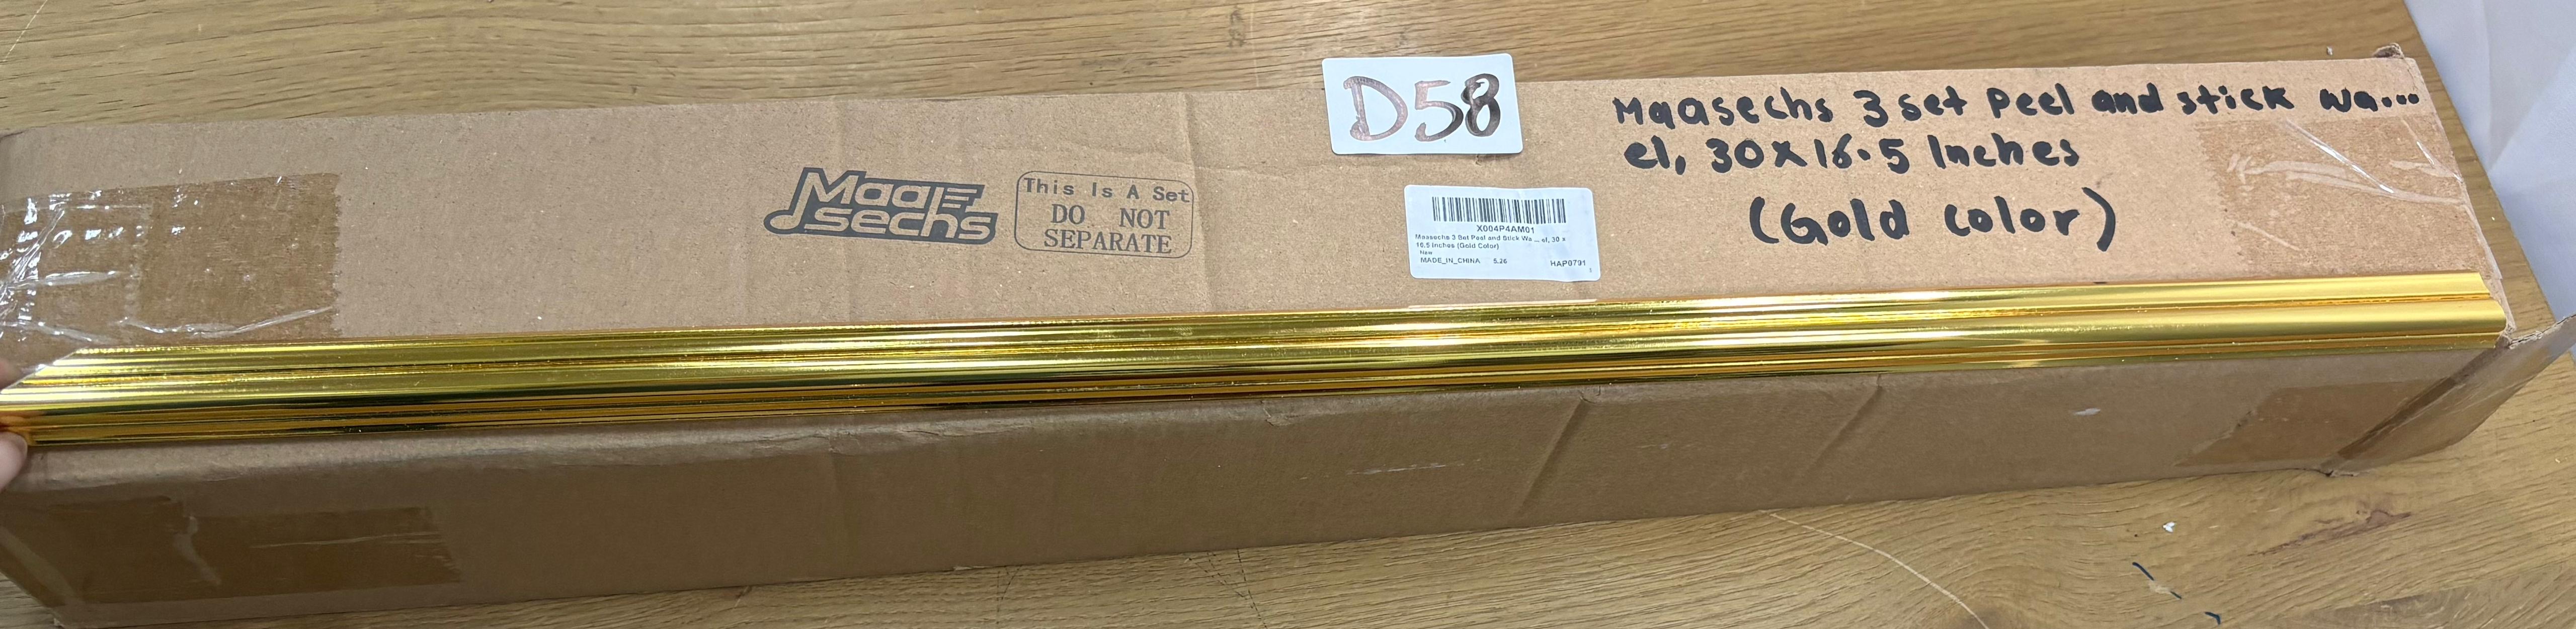 D58
Maasechs 3 set Peel and stick wa...
el, 30 x 16.5 Inches
(Gold color)
Maa
sechs
This Is A Set
DO NOT
SEPARATE
X004P4AM01
Maasechs 3 Set Peel and Stick Wa ... el, 30 x
16.5 Inches (Gold Color)
New
MADE_IN_CHINA 5.26 HAP0791